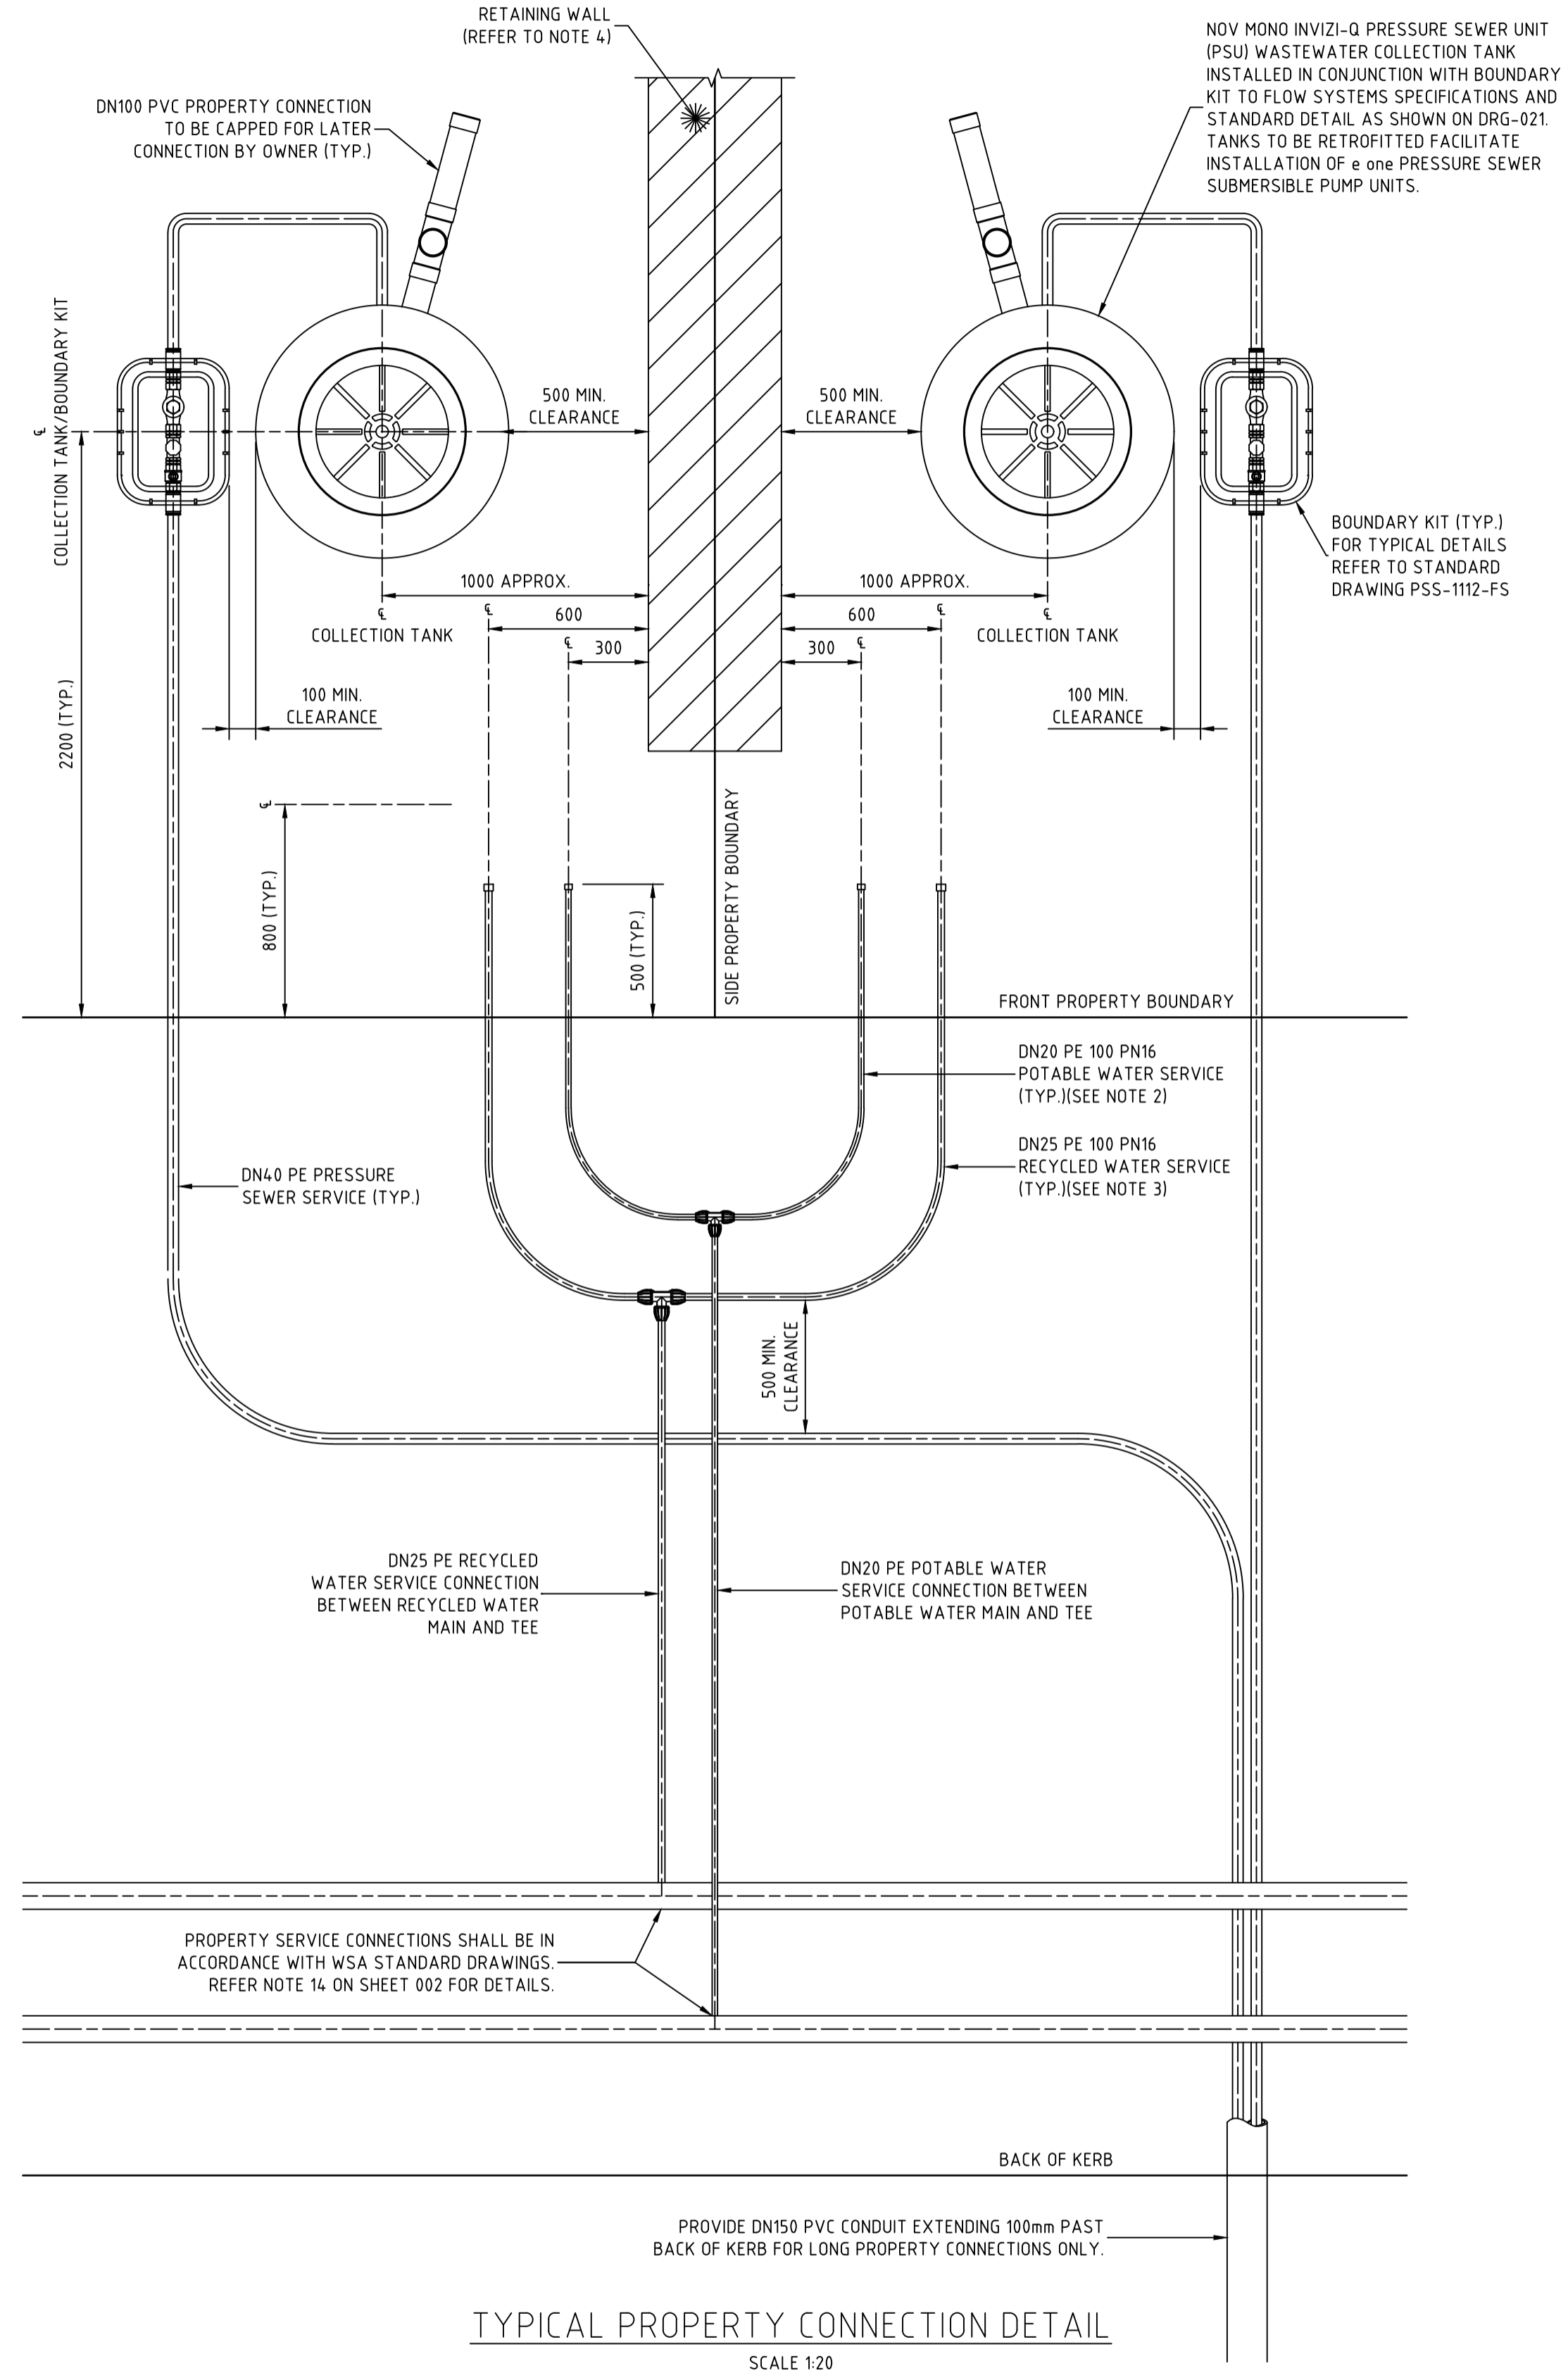 RETAINING WALL
(REFER TO NOTE 4)
NOV MONO INVIZI-Q PRESSURE SEWER UNIT
(PSU) WASTEWATER COLLECTION TANK
INSTALLED IN CONJUNCTION WITH BOUNDARY
KIT TO FLOW SYSTEMS SPECIFICATIONS AND
STANDARD DETAIL AS SHOWN ON DRG-021.
TANKS TO BE RETROFITTED FACILITATE
INSTALLATION OF e one PRESSURE SEWER
SUBMERSIBLE PUMP UNITS.
DN100 PVC PROPERTY CONNECTION
TO BE CAPPED FOR LATER
CONNECTION BY OWNER (TYP.)
℄
COLLECTION TANK/BOUNDARY KIT
500 MIN.
CLEARANCE
500 MIN.
CLEARANCE
BOUNDARY KIT (TYP.)
FOR TYPICAL DETAILS
REFER TO STANDARD
DRAWING PSS-1112-FS
1000 APPROX.
1000 APPROX.
℄
COLLECTION TANK
℄
600
℄
300
600
℄
300
℄
℄
COLLECTION TANK
2200 (TYP.)
100 MIN.
CLEARANCE
100 MIN.
CLEARANCE
℄
800 (TYP.)
500 (TYP.)
SIDE PROPERTY BOUNDARY
FRONT PROPERTY BOUNDARY
DN20 PE 100 PN16
POTABLE WATER SERVICE
(TYP.)(SEE NOTE 2)
DN25 PE 100 PN16
RECYCLED WATER SERVICE
(TYP.)(SEE NOTE 3)
DN40 PE PRESSURE
SEWER SERVICE (TYP.)
500 MIN.
CLEARANCE
DN25 PE RECYCLED
WATER SERVICE CONNECTION
BETWEEN RECYCLED WATER
MAIN AND TEE
DN20 PE POTABLE WATER
SERVICE CONNECTION BETWEEN
POTABLE WATER MAIN AND TEE
PROPERTY SERVICE CONNECTIONS SHALL BE IN
ACCORDANCE WITH WSA STANDARD DRAWINGS.
REFER NOTE 14 ON SHEET 002 FOR DETAILS.
BACK OF KERB
PROVIDE DN150 PVC CONDUIT EXTENDING 100mm PAST
BACK OF KERB FOR LONG PROPERTY CONNECTIONS ONLY.
TYPICAL PROPERTY CONNECTION DETAIL
SCALE 1:20